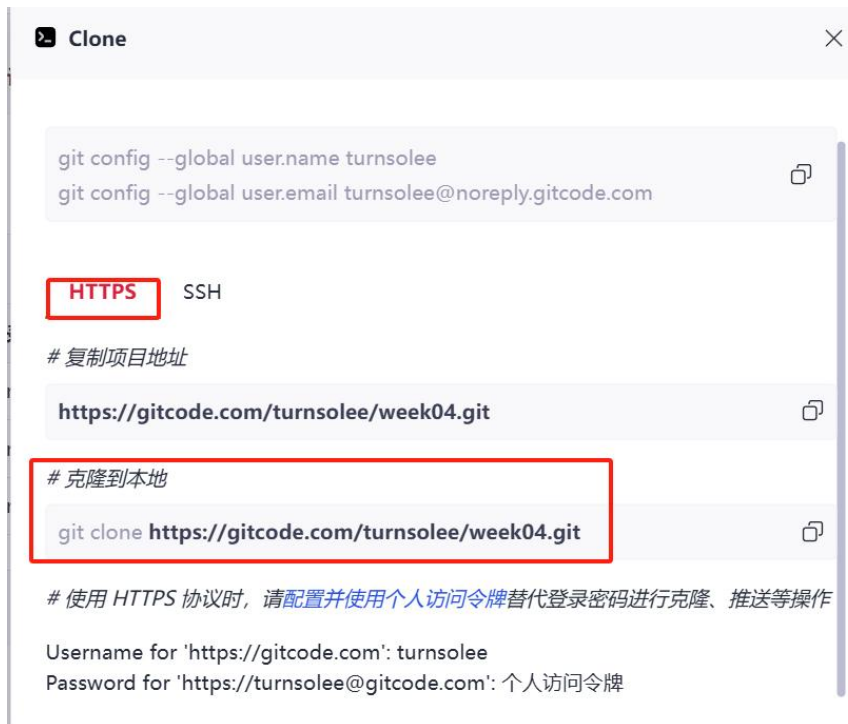 Clone
git config --global user.name turnsolee
git config --global user.email turnsolee@noreply.gitcode.com
HTTPS SSH
# 复制项目地址
https://gitcode.com/turnsolee/week04.git
# 克隆到本地
git clone https://gitcode.com/turnsolee/week04.git
# 使用 HTTPS 协议时，请配置并使用个人访问令牌替代登录密码进行克隆、推送等操作
Username for 'https://gitcode.com': turnsolee
Password for 'https://turnsolee@gitcode.com': 个人访问令牌